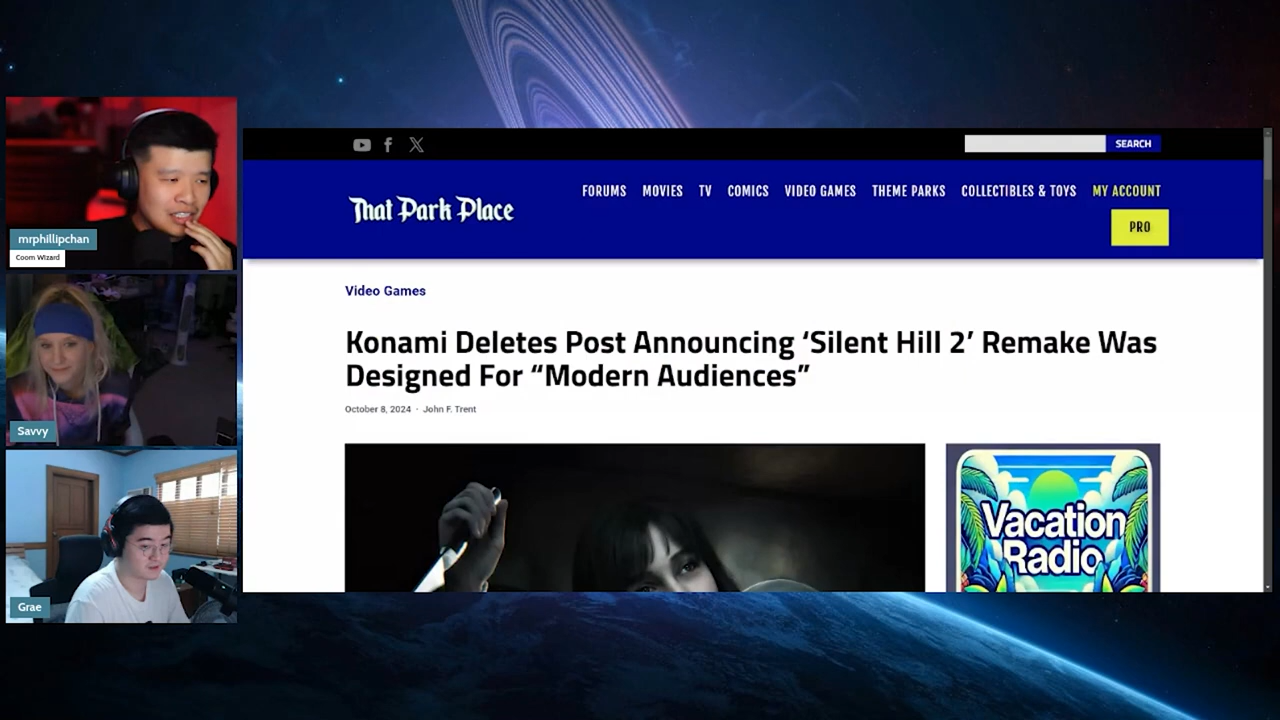 SEARCH
That Park Place
FORUMS MOVIES TV COMICS VIDEO GAMES THEME PARKS COLLECTIBLES & TOYS MY ACCOUNT
PRO
Video Games
Konami Deletes Post Announcing ‘Silent Hill 2’ Remake Was
Designed For “Modern Audiences”
October 8, 2024 · John F. Trent
Vacation
Radio
mrphillipchan
Coom Wizard
Savvy
Grae